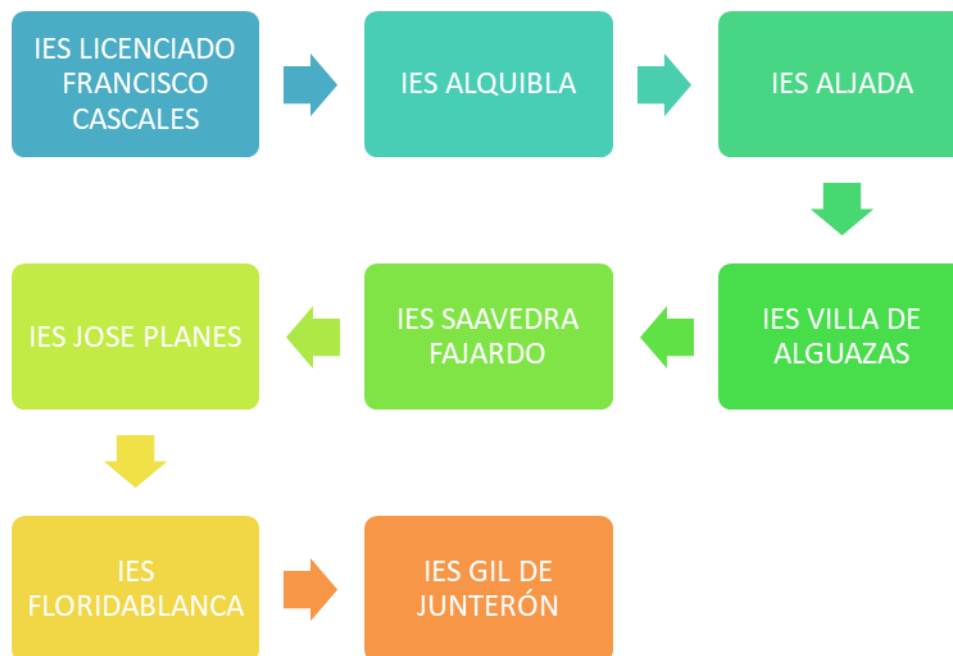 IES LICENCIADO
FRANCISCO
CASCALES
IES ALQUIBLA
IES ALJADA
IES VILLA DE
ALGUAZAS
IES SAAVEDRA
FAJARDO
IES JOSE PLANES
IES
FLORIDABLANCA
IES GIL DE
JUNTERÓN